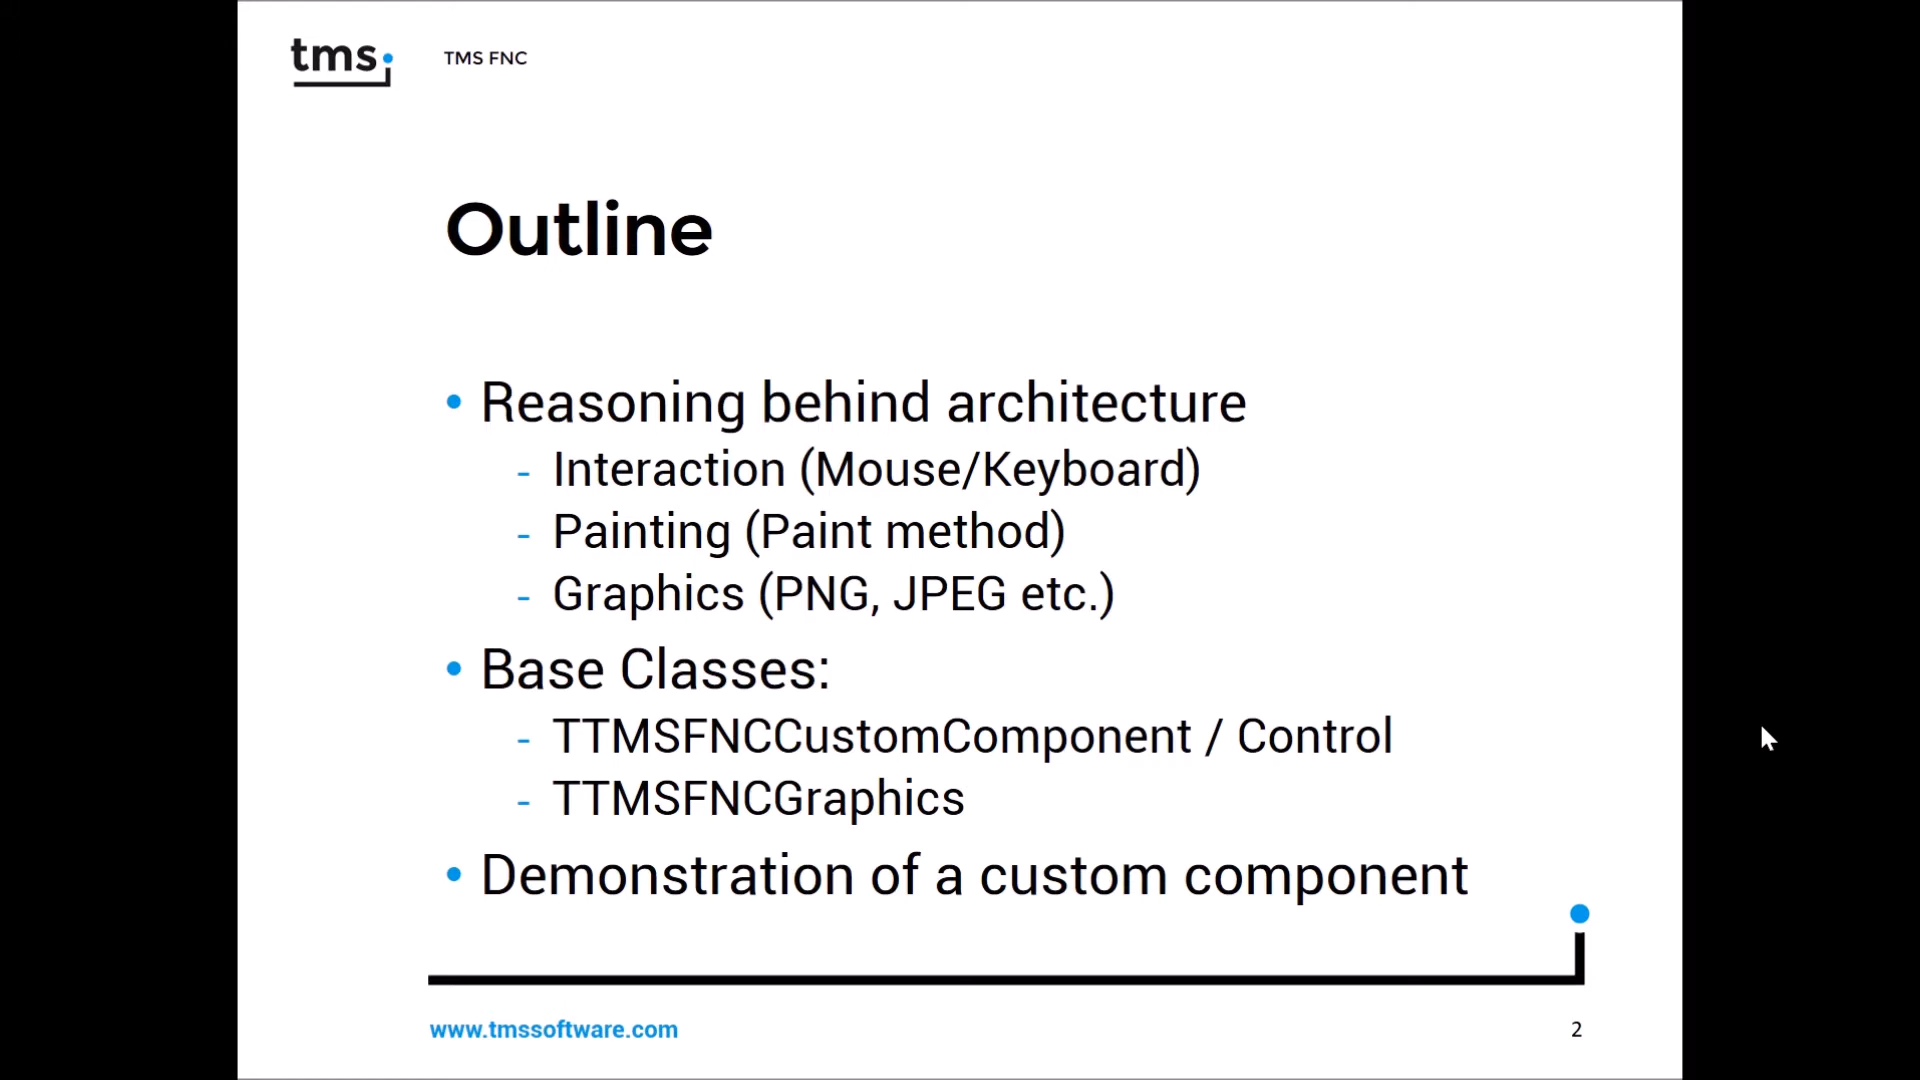 tms
TMS FNC
Outline
• Reasoning behind architecture
- Interaction (Mouse/Keyboard)
- Painting (Paint method)
- Graphics (PNG, JPEG etc.)
• Base Classes:
- TTMSFNCCustomComponent / Control
- TTMSFNCGraphics
• Demonstration of a custom component
www.tmssoftware.com
2